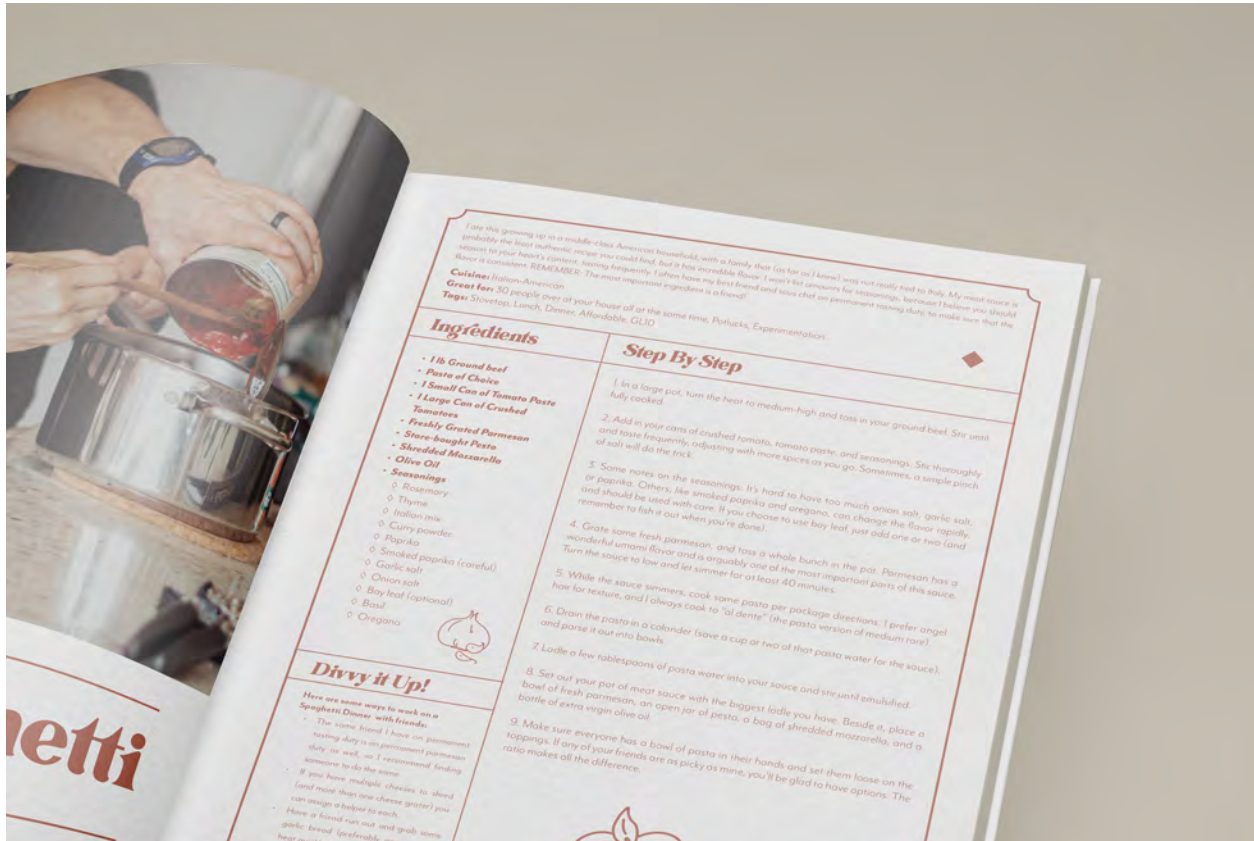 I ate this growing up in a middle-class American household, with a family that (as far as I knew) was not really tied to Italy. My meat sauce is
probably the least authentic recipe you could find, but it has incredible flavor. I won't list amounts for seasonings, because I believe you should
season to your heart's content, tasting frequently. I often have my best friend and sous chef on permanent tasting duty, to make sure that the
flavor is consistent. REMEMBER: The most important ingredient is a friend!
Cuisine: Italian-American
Great for: 30 people over at your house all at the same time, Potlucks, Experimentation
Tags: Stovetop, Lunch, Dinner, Affordable, GL10
Ingredients
• 1 lb Ground beef
• Pasta of Choice
• 1 Small Can of Tomato Paste
• 1 Large Can of Crushed
Tomatoes
• Freshly Grated Parmesan
• Store-bought Pesto
• Shredded Mozzarella
• Olive Oil
• Seasonings
◊ Rosemary
◊ Thyme
◊ Italian mix
◊ Curry powder
◊ Paprika
◊ Smoked paprika (careful)
◊ Garlic salt
◊ Onion salt
◊ Bay leaf (optional)
◊ Basil
◊ Oregano
Divvy it Up!
Here are some ways to work on a
Spaghetti Dinner with friends:
• The same friend I have on permanent
tasting duty is on permanent parmesan
duty as well, so I recommend finding
someone to do the same.
• If you have multiple cheeses to shred
(and more than one cheese grater) you
can assign a helper to each.
• Have a friend run out and grab some
garlic bread (preferably
Step By Step
1. In a large pot, turn the heat to medium-high and toss in your ground beef. Stir until
fully cooked.
2. Add in your cans of crushed tomato, tomato paste, and seasonings. Stir thoroughly
and taste frequently, adjusting with more spices as you go. Sometimes, a simple pinch
of salt will do the trick.
3. Some notes on the seasonings. It's hard to have too much onion salt, garlic salt,
or paprika. Others, like smoked paprika and oregano, can change the flavor rapidly,
and should be used with care. If you choose to use bay leaf, just add one or two (and
remember to fish it out when you're done).
4. Grate some fresh parmesan, and toss a whole bunch in the pot. Parmesan has a
wonderful umami flavor and is arguably one of the most important parts of this sauce.
Turn the sauce to low and let simmer for at least 40 minutes.
5. While the sauce simmers, cook some pasta per package directions. I prefer angel
hair for texture, and I always cook to "al dente" (the pasta version of medium rare).
6. Drain the pasta in a colander (save a cup or two of that pasta water for the sauce),
and parse it out into bowls.
7. Ladle a few tablespoons of pasta water into your sauce and stir until emulsified.
8. Set out your pot of meat sauce with the biggest ladle you have. Beside it, place a
bowl of fresh parmesan, an open jar of pesto, a bag of shredded mozzarella, and a
bottle of extra virgin olive oil.
9. Make sure everyone has a bowl of pasta in their hands and set them loose on the
toppings. If any of your friends are as picky as mine, you'll be glad to have options. The
ratio makes all the difference.
netti